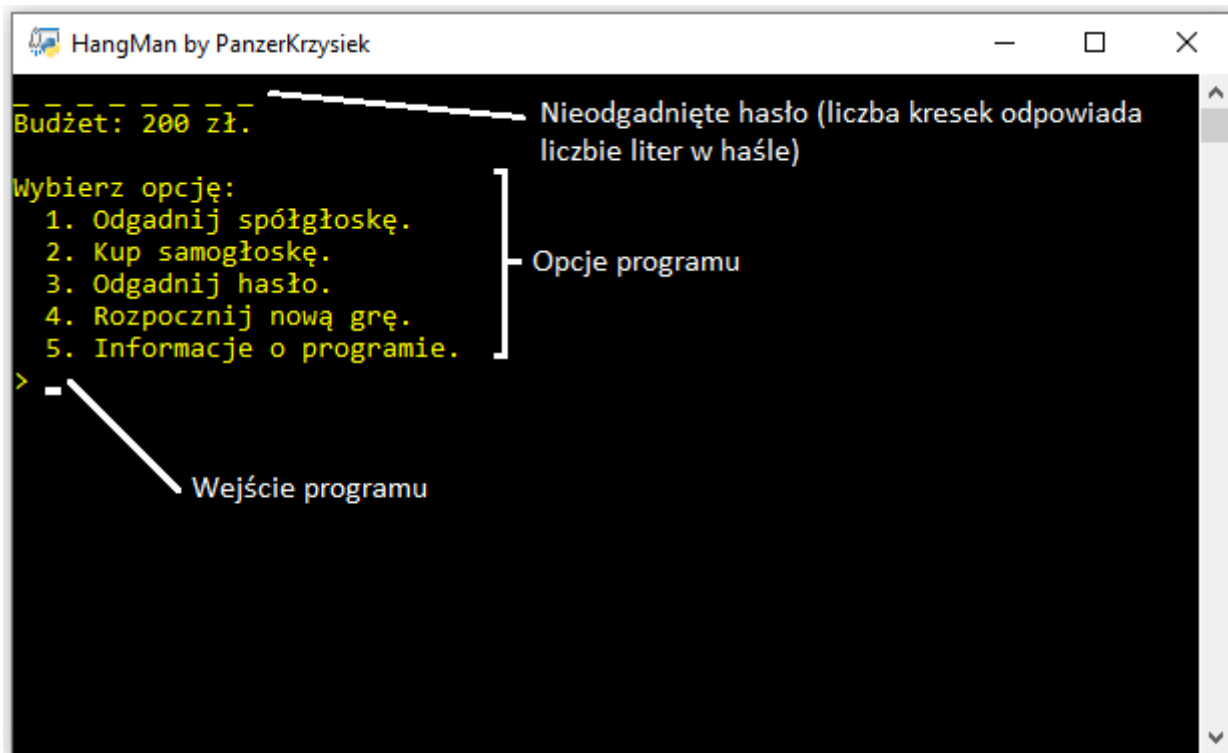 HangMan by PanzerKrzysiek
_ _ _ _ _ _ _ _
Nieodgadnięte hasło (liczba kresek odpowiada
liczbie liter w haśle)
Budżet: 200 zł.
Wybierz opcję:
1. Odgadnij spółgłoskę.
2. Kup samogłoskę.
3. Odgadnij hasło.
4. Rozpocznij nową grę.
5. Informacje o programie.
Opcje programu
> _
Wejście programu